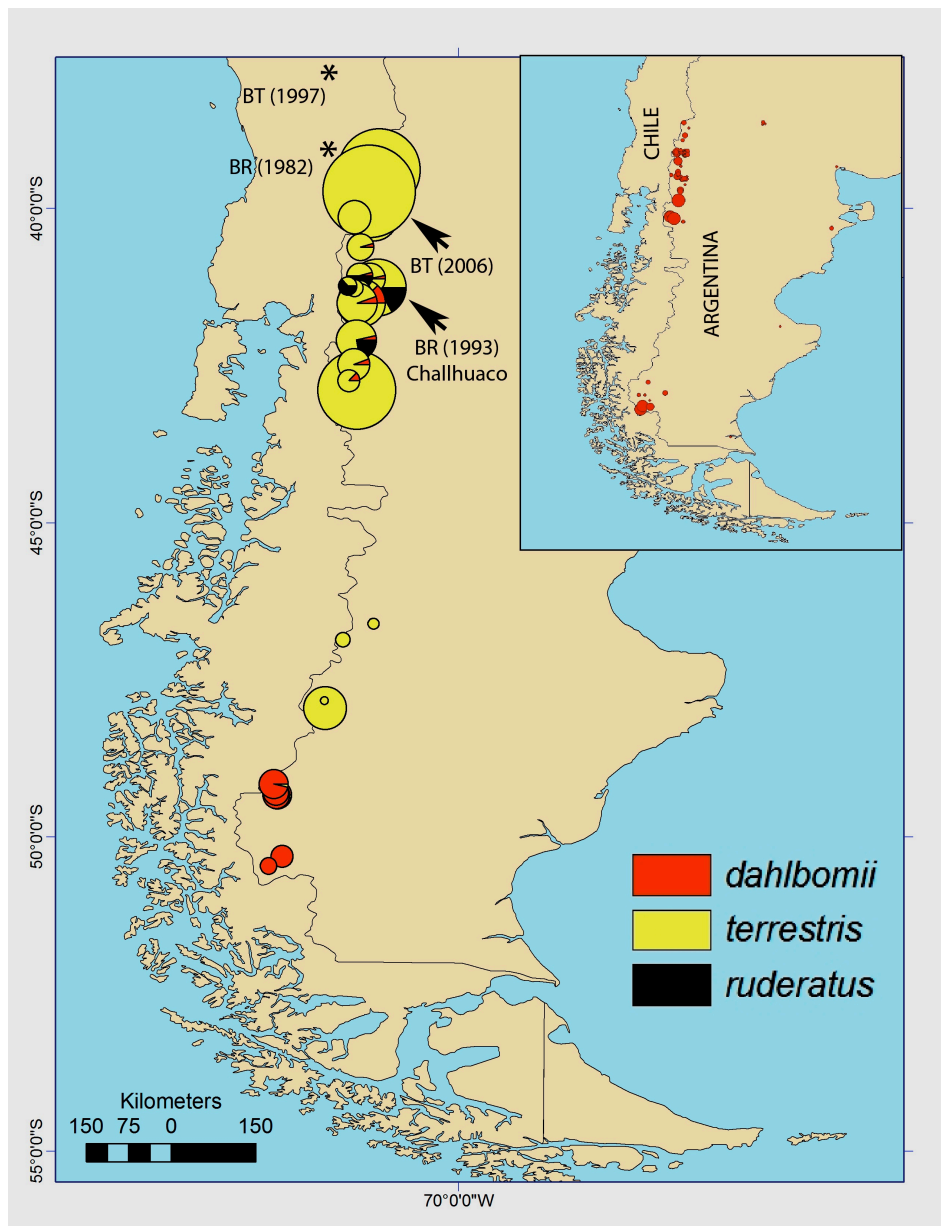 *
BT (1997)
*
BR (1982)
BT (2006)
BR (1993)
Challhuaco
CHILE
ARGENTINA
40°0'0"S
45°0'0"S
50°0'0"S
55°0'0"S
dahlbomii
terrestris
ruderatus
Kilometers
150 75 0 150
70°0'0"W